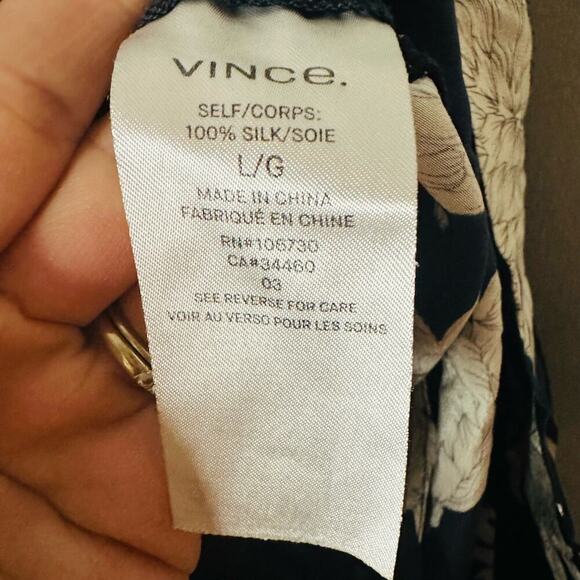 VINCe.
SELF/CORPS:
100% SILK/SOIE
L/G
MADE IN CHINA
FABRIQUÉ EN CHINE
RN#106730
CA#34460
03
SEE REVERSE FOR CARE
VOIR AU VERSO POUR LES SOINS